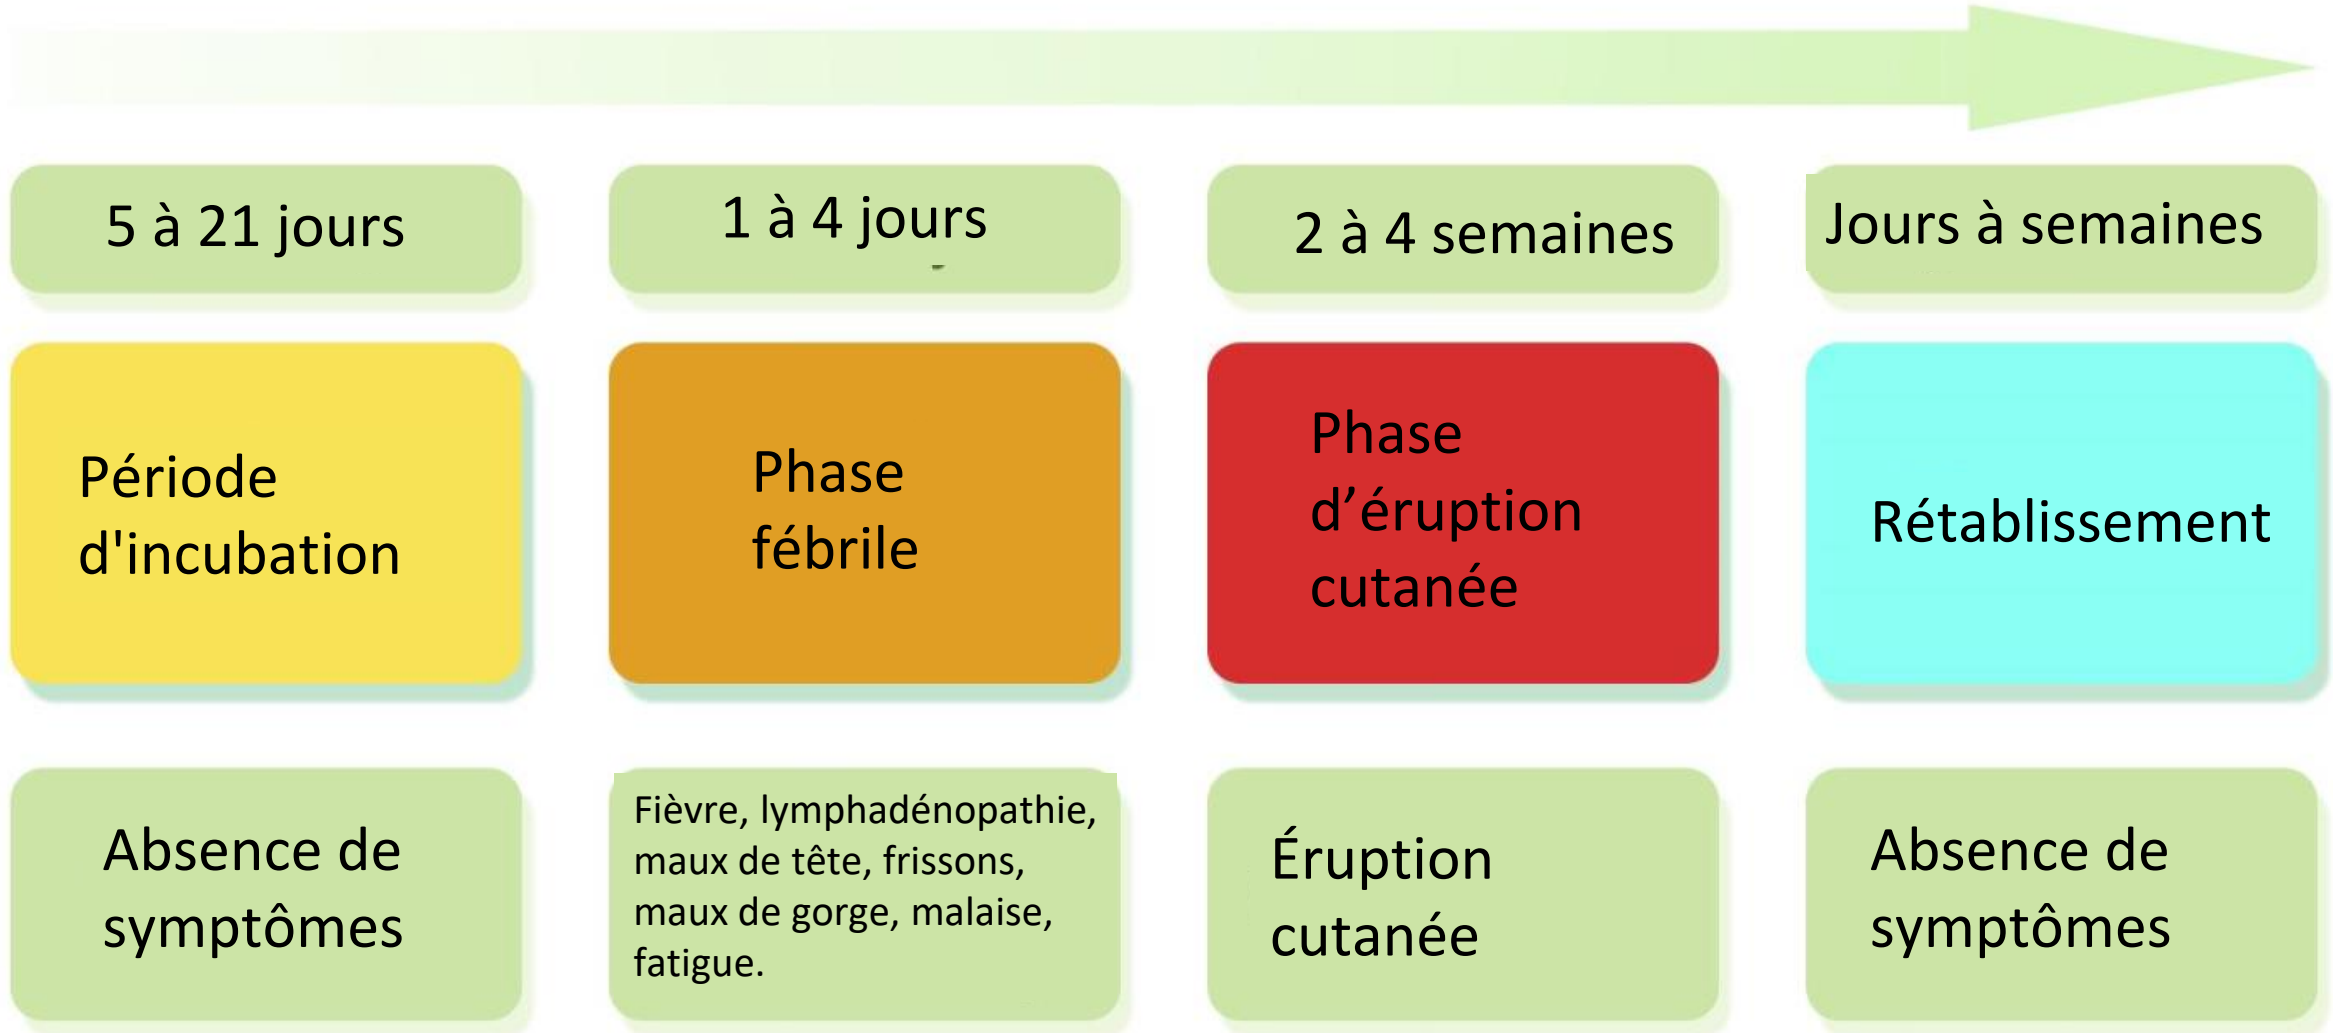 5 à 21 jours
1 à 4 jours
2 à 4 semaines
Jours à semaines
Période
d'incubation
Phase
fébrile
Phase
d’éruption
cutanée
Rétablissement
Absence de
symptômes
Fièvre, lymphadénopathie,
maux de tête, frissons,
maux de gorge, malaise,
fatigue.
Éruption
cutanée
Absence de
symptômes